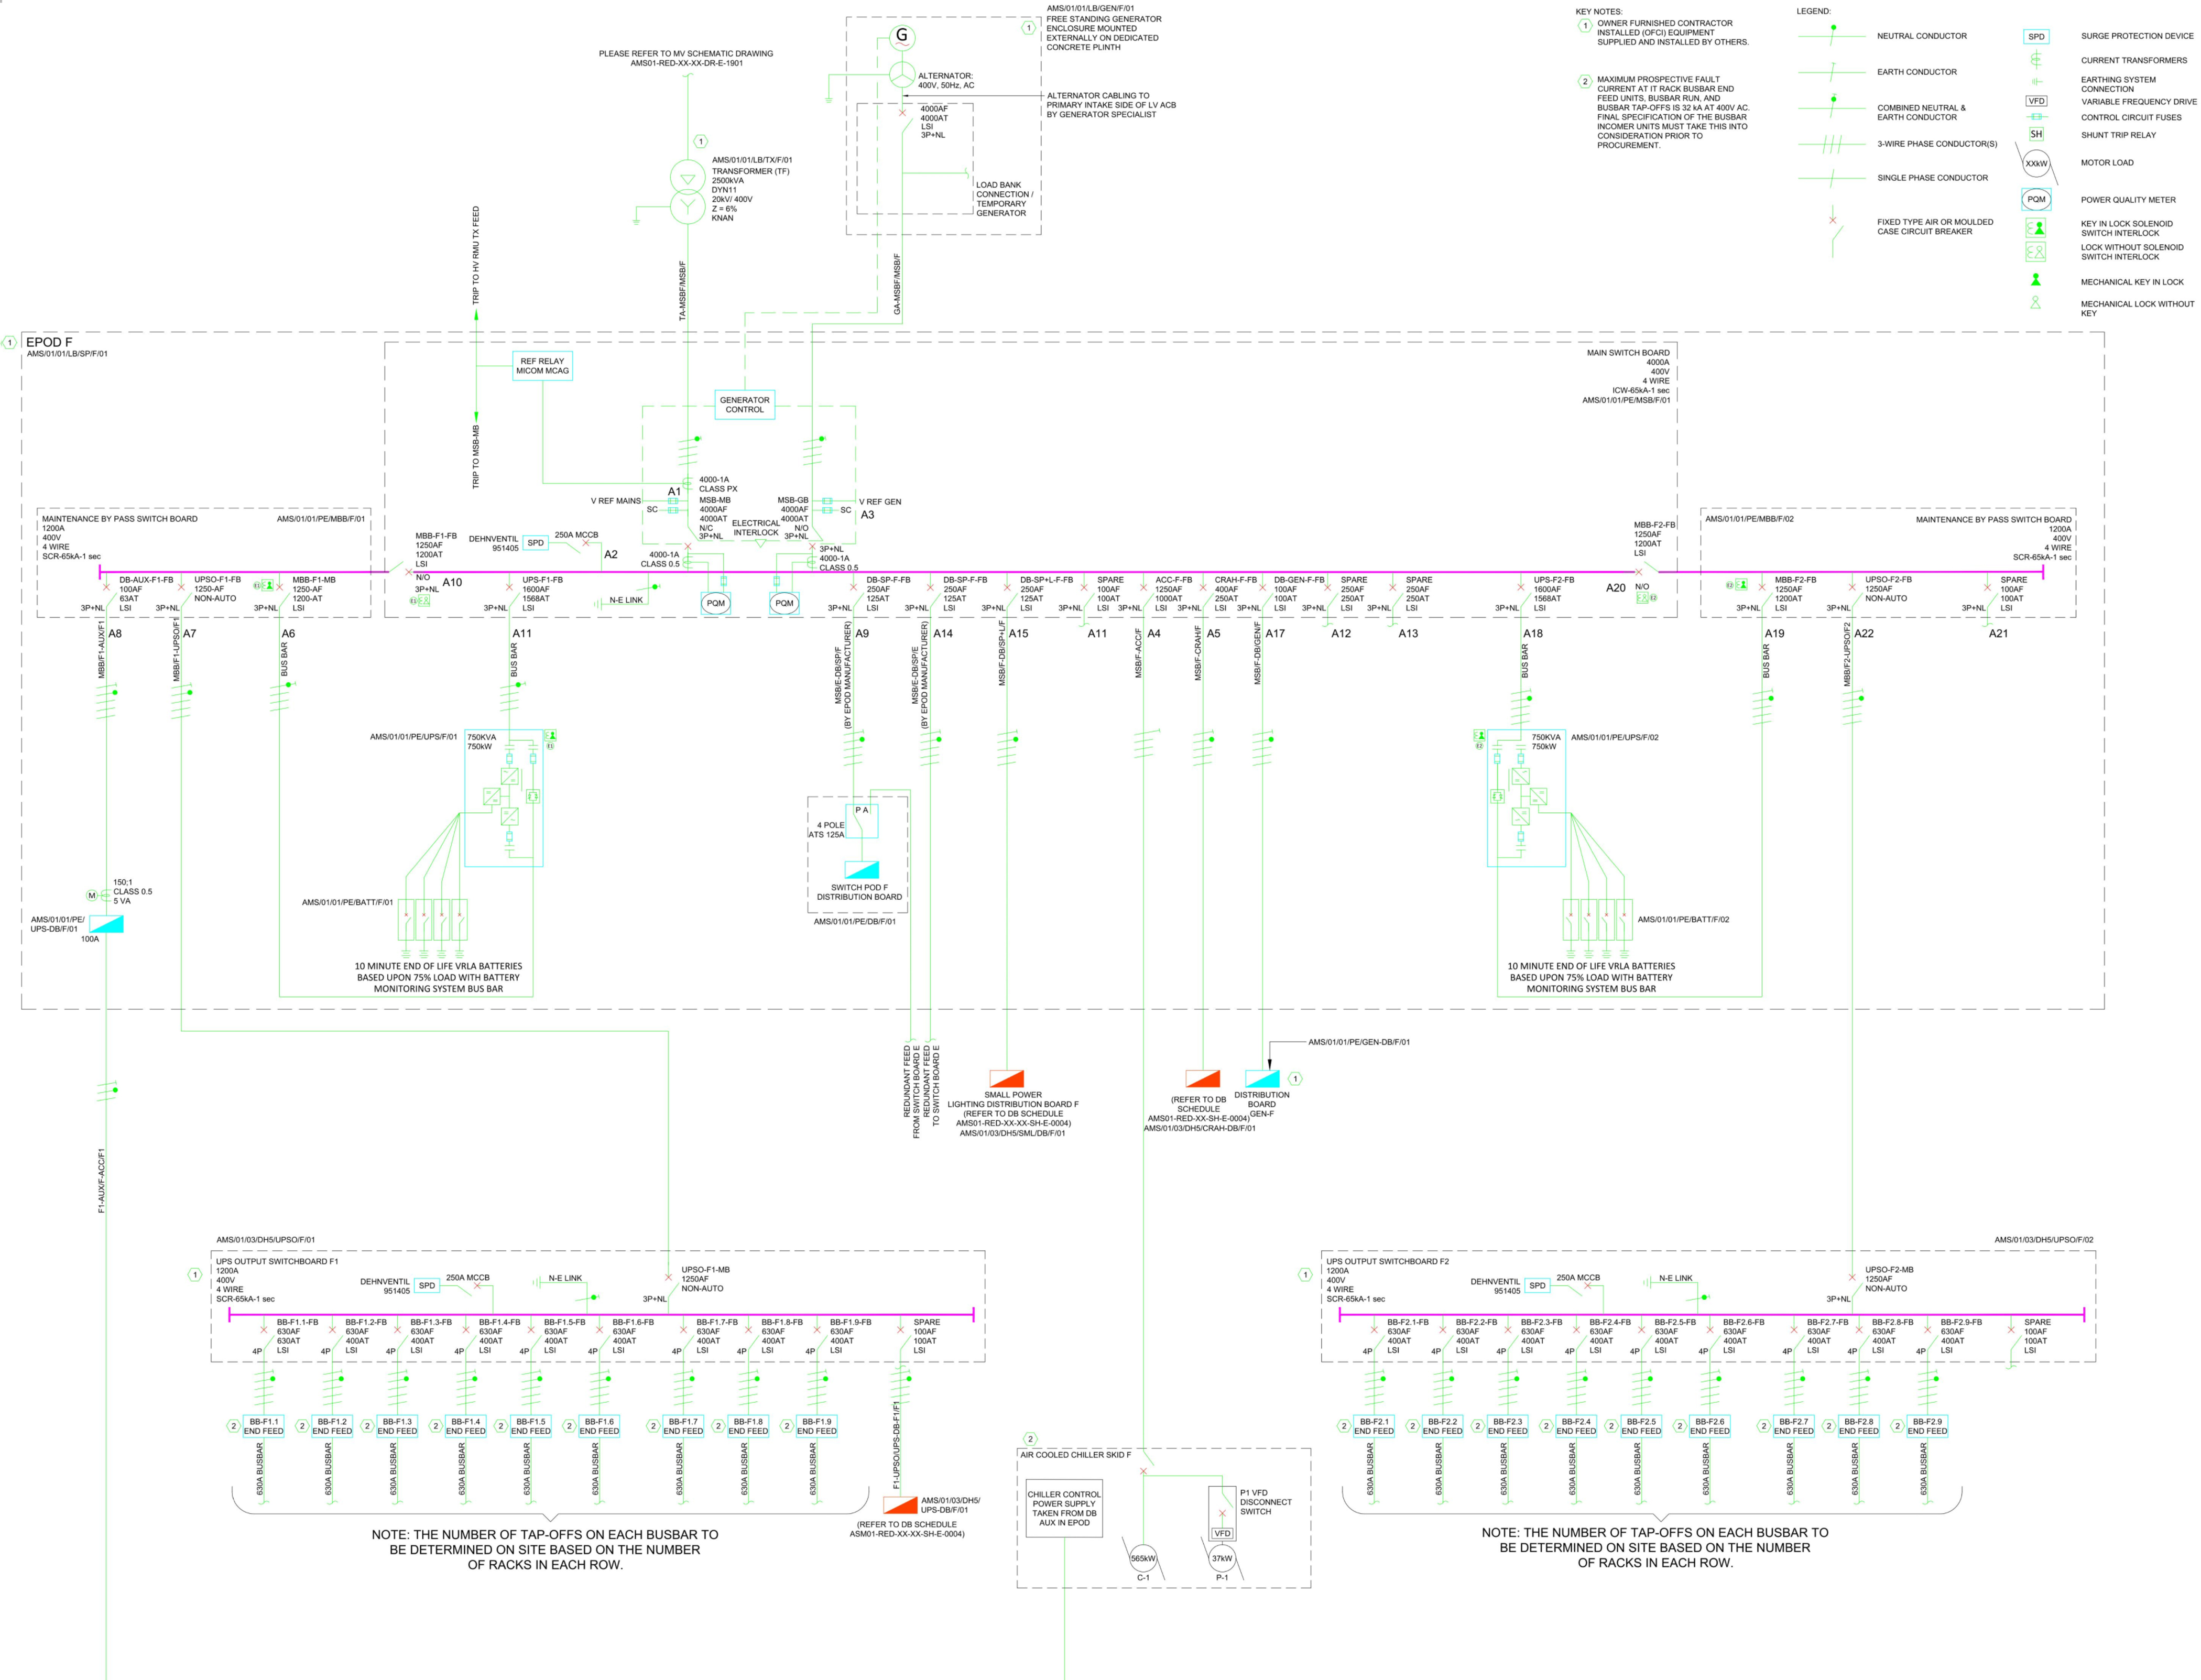 AMS/01/01/LB/GEN/F/01
1
FREE STANDING GENERATOR
ENCLOSURE MOUNTED
EXTERNALLY ON DEDICATED
CONCRETE PLINTH
G
ALTERNATOR:
400V, 50Hz, AC
ALTERNATOR CABLING TO
PRIMARY INTAKE SIDE OF LV ACB
BY GENERATOR SPECIALIST
4000AF
4000AT
LSI
3P+NL
LOAD BANK
CONNECTION /
TEMPORARY
GENERATOR
PLEASE REFER TO MV SCHEMATIC DRAWING
AMS01-RED-XX-XX-DR-E-1901
1
AMS/01/01/LB/TX/F/01
TRANSFORMER (TF)
2500kVA
DYN11
20kV/ 400V
Z = 6%
KNAN
KEY NOTES:
1
OWNER FURNISHED CONTRACTOR
INSTALLED (OFCI) EQUIPMENT
SUPPLIED AND INSTALLED BY OTHERS.
2
MAXIMUM PROSPECTIVE FAULT
CURRENT AT IT RACK BUSBAR END
FEED UNITS, BUSBAR RUN, AND
BUSBAR TAP-OFFS IS 32 kA AT 400V AC.
FINAL SPECIFICATION OF THE BUSBAR
INCOMER UNITS MUST TAKE THIS INTO
CONSIDERATION PRIOR TO
PROCUREMENT.
LEGEND:
NEUTRAL CONDUCTOR
EARTH CONDUCTOR
COMBINED NEUTRAL &
EARTH CONDUCTOR
3-WIRE PHASE CONDUCTOR(S)
SINGLE PHASE CONDUCTOR
FIXED TYPE AIR OR MOULDED
CASE CIRCUIT BREAKER
SPD
SURGE PROTECTION DEVICE
CURRENT TRANSFORMERS
EARTHING SYSTEM
CONNECTION
VFD
VARIABLE FREQUENCY DRIVE
CONTROL CIRCUIT FUSES
SH
SHUNT TRIP RELAY
XXkW
MOTOR LOAD
PQM
POWER QUALITY METER
KEY IN LOCK SOLENOID
SWITCH INTERLOCK
LOCK WITHOUT SOLENOID
SWITCH INTERLOCK
MECHANICAL KEY IN LOCK
MECHANICAL LOCK WITHOUT
KEY
TRIP TO HV RMU TX FEED
TRIP TO MSB-MB
TA-MSBF/MSB/F
GA-MSBF/MSB/F
1
EPOD F
AMS/01/01/LB/SP/F/01
REF RELAY
MICOM MCAG
GENERATOR
CONTROL
MAIN SWITCH BOARD
4000A
400V
4 WIRE
ICW-65kA-1 sec
AMS/01/01/PE/MSB/F/01
4000-1A
CLASS PX
A1
V REF MAINS
SC
MSB-MB
4000AF
4000AT
N/C
3P+NL
ELECTRICAL
INTERLOCK
MSB-GB
4000AF
4000AT
N/O
3P+NL
V REF GEN
SC
A3
4000-1A
CLASS 0.5
3P+NL
4000-1A
CLASS 0.5
PQM
PQM
MAINTENANCE BY PASS SWITCH BOARD
AMS/01/01/PE/MBB/F/01
1200A
400V
4 WIRE
SCR-65kA-1 sec
MBB-F1-FB
1250AF
1200AT
LSI
N/O
3P+NL
A10
E1
DEHNVENTIL
951405
SPD
250A MCCB
A2
N-E LINK
MBB-F2-FB
1250AF
1200AT
LSI
A20
N/O
E2
AMS/01/01/PE/MBB/F/02
MAINTENANCE BY PASS SWITCH BOARD
1200A
400V
4 WIRE
SCR-65kA-1 sec
DB-AUX-F1-FB
100AF
63AT
LSI
3P+NL
A8
UPSO-F1-FB
1250-AF
NON-AUTO
3P+NL
A7
E1
MBB-F1-MB
1250-AF
1200-AT
LSI
3P+NL
A6
UPS-F1-FB
1600AF
1568AT
LSI
3P+NL
A11
DB-SP-F-FB
250AF
125AT
LSI
3P+NL
A9
DB-SP-F-FB
250AF
125AT
LSI
3P+NL
A14
DB-SP+L-F-FB
250AF
125AT
LSI
3P+NL
A15
SPARE
100AF
100AT
LSI
3P+NL
A11
ACC-F-FB
1250AF
1000AT
LSI
3P+NL
A4
CRAH-F-FB
400AF
250AT
LSI
3P+NL
A5
DB-GEN-F-FB
100AF
100AT
LSI
3P+NL
A17
SPARE
250AF
250AT
LSI
3P+NL
A12
SPARE
250AF
250AT
LSI
3P+NL
A13
UPS-F2-FB
1600AF
1568AT
LSI
3P+NL
A18
E2
MBB-F2-FB
1250AF
1200AT
LSI
3P+NL
A19
UPSO-F2-FB
1250AF
NON-AUTO
3P+NL
A22
SPARE
100AF
100AT
LSI
3P+NL
A21
MBB/F1-AUX/F1
MBB/F1-UPSO/F1
BUS BAR
BUS BAR
MSB/E-DB/SP/F
(BY EPOD MANUFACTURER)
MSB/E-DB/SP/E
(BY EPOD MANUFACTURER)
MSB/F-DB/SP+L/F
MSB/F-ACC/F
MSB/F-CRAH/F
MSB/F-DB/GEN/F
BUS BAR
BUS BAR
MBB/F2-UPSO/F2
AMS/01/01/PE/UPS/F/01
750KVA
750kW
E1
E2
750KVA
750kW
AMS/01/01/PE/UPS/F/02
P A
4 POLE
ATS 125A
SWITCH POD F
DISTRIBUTION BOARD
AMS/01/01/PE/DB/F/01
150;1
CLASS 0.5
5 VA
M
AMS/01/01/PE/
UPS-DB/F/01
100A
AMS/01/01/PE/BATT/F/01
10 MINUTE END OF LIFE VRLA BATTERIES
BASED UPON 75% LOAD WITH BATTERY
MONITORING SYSTEM BUS BAR
AMS/01/01/PE/BATT/F/02
10 MINUTE END OF LIFE VRLA BATTERIES
BASED UPON 75% LOAD WITH BATTERY
MONITORING SYSTEM BUS BAR
REDUNDANT FEED
FROM SWITCH BOARD E
REDUNDANT FEED
TO SWITCH BOARD E
SMALL POWER
LIGHTING DISTRIBUTION BOARD F
(REFER TO DB SCHEDULE
AMS01-RED-XX-XX-SH-E-0004)
AMS/01/03/DH5/SML/DB/F/01
(REFER TO DB
SCHEDULE
AMS01-RED-XX-SH-E-0004)
AMS/01/03/DH5/CRAH-DB/F/01
AMS/01/01/PE/GEN-DB/F/01
1
DISTRIBUTION
BOARD
GEN-F
F1-AUX/F-ACC/F1
AMS/01/03/DH5/UPSO/F/01
1
UPS OUTPUT SWITCHBOARD F1
1200A
400V
4 WIRE
SCR-65kA-1 sec
DEHNVENTIL
951405
SPD
250A MCCB
N-E LINK
UPSO-F1-MB
1250AF
NON-AUTO
3P+NL
BB-F1.1-FB
630AF
630AT
LSI
4P
BB-F1.2-FB
630AF
400AT
LSI
4P
BB-F1.3-FB
630AF
400AT
LSI
4P
BB-F1.4-FB
630AF
400AT
LSI
4P
BB-F1.5-FB
630AF
400AT
LSI
4P
BB-F1.6-FB
630AF
400AT
LSI
4P
BB-F1.7-FB
630AF
400AT
LSI
4P
BB-F1.8-FB
630AF
400AT
LSI
4P
BB-F1.9-FB
630AF
400AT
LSI
4P
SPARE
100AF
100AT
LSI
2
BB-F1.1
END FEED
2
BB-F1.2
END FEED
2
BB-F1.3
END FEED
2
BB-F1.4
END FEED
2
BB-F1.5
END FEED
2
BB-F1.6
END FEED
2
BB-F1.7
END FEED
2
BB-F1.8
END FEED
2
BB-F1.9
END FEED
630A BUSBAR
630A BUSBAR
630A BUSBAR
630A BUSBAR
630A BUSBAR
630A BUSBAR
630A BUSBAR
630A BUSBAR
630A BUSBAR
F1-UPSO/UPS-DB-F1/F1
AMS/01/03/DH5/
UPS-DB/F/01
(REFER TO DB SCHEDULE
ASM01-RED-XX-XX-SH-E-0004)
NOTE: THE NUMBER OF TAP-OFFS ON EACH BUSBAR TO
BE DETERMINED ON SITE BASED ON THE NUMBER
OF RACKS IN EACH ROW.
2
AIR COOLED CHILLER SKID F
CHILLER CONTROL
POWER SUPPLY
TAKEN FROM DB
AUX IN EPOD
P1 VFD
DISCONNECT
SWITCH
VFD
565kW
C-1
37kW
P-1
AMS/01/03/DH5/UPSO/F/02
1
UPS OUTPUT SWITCHBOARD F2
1200A
400V
4 WIRE
SCR-65kA-1 sec
DEHNVENTIL
951405
SPD
250A MCCB
N-E LINK
UPSO-F2-MB
1250AF
NON-AUTO
3P+NL
BB-F2.1-FB
630AF
400AT
LSI
4P
BB-F2.2-FB
630AF
400AT
LSI
4P
BB-F2.3-FB
630AF
400AT
LSI
4P
BB-F2.4-FB
630AF
400AT
LSI
4P
BB-F2.5-FB
630AF
400AT
LSI
4P
BB-F2.6-FB
630AF
400AT
LSI
4P
BB-F2.7-FB
630AF
400AT
LSI
4P
BB-F2.8-FB
630AF
400AT
LSI
4P
BB-F2.9-FB
630AF
400AT
LSI
4P
SPARE
100AF
100AT
LSI
2
BB-F2.1
END FEED
2
BB-F2.2
END FEED
2
BB-F2.3
END FEED
2
BB-F2.4
END FEED
2
BB-F2.5
END FEED
2
BB-F2.6
END FEED
2
BB-F2.7
END FEED
2
BB-F2.8
END FEED
2
BB-F2.9
END FEED
630A BUSBAR
630A BUSBAR
630A BUSBAR
630A BUSBAR
630A BUSBAR
630A BUSBAR
630A BUSBAR
630A BUSBAR
630A BUSBAR
NOTE: THE NUMBER OF TAP-OFFS ON EACH BUSBAR TO
BE DETERMINED ON SITE BASED ON THE NUMBER
OF RACKS IN EACH ROW.